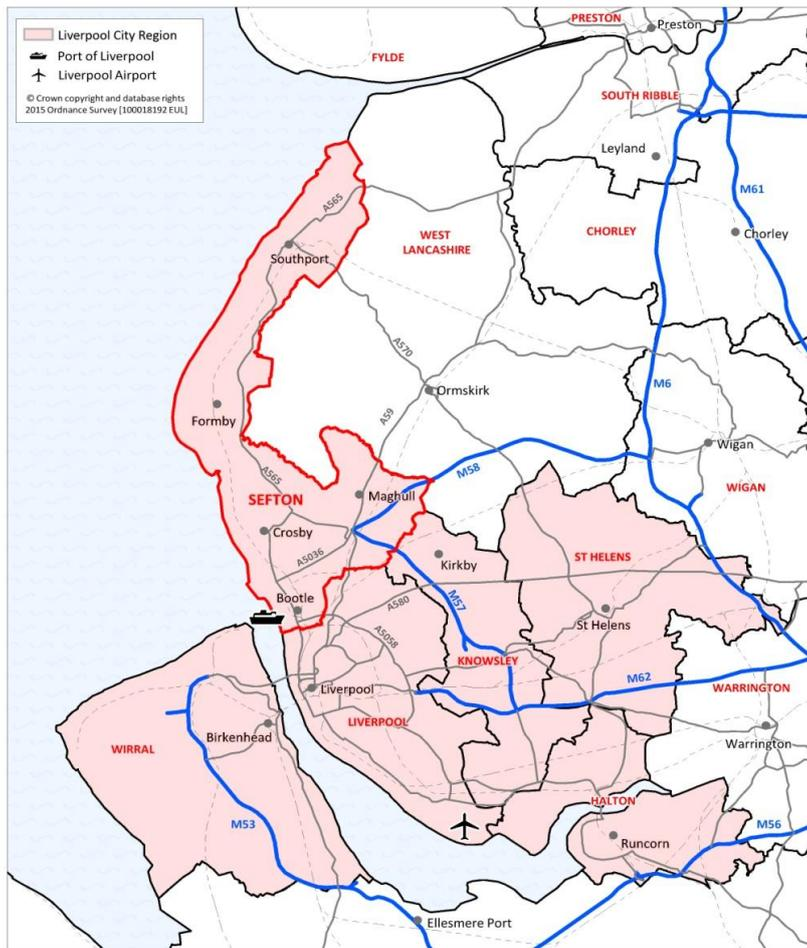 Liverpool City Region
Port of Liverpool
Liverpool Airport
© Crown copyright and database rights
2015 Ordnance Survey [100018192 EUL]
PRESTON
Preston
FYLDE
SOUTH RIBBLE
Leyland
M61
A565
WEST
LANCASHIRE
CHORLEY
Chorley
Southport
A570
M6
Ormskirk
Formby
A59
Wigan
A565
M58
SEFTON
Maghull
WIGAN
Crosby
A5036
Kirkby
ST HELENS
Bootle
A580
M57
St Helens
A5058
KNOWSLEY
M62
Liverpool
WARRINGTON
LIVERPOOL
WIRRAL
Birkenhead
Warrington
HALTON
M53
M56
Runcorn
Ellesmere Port